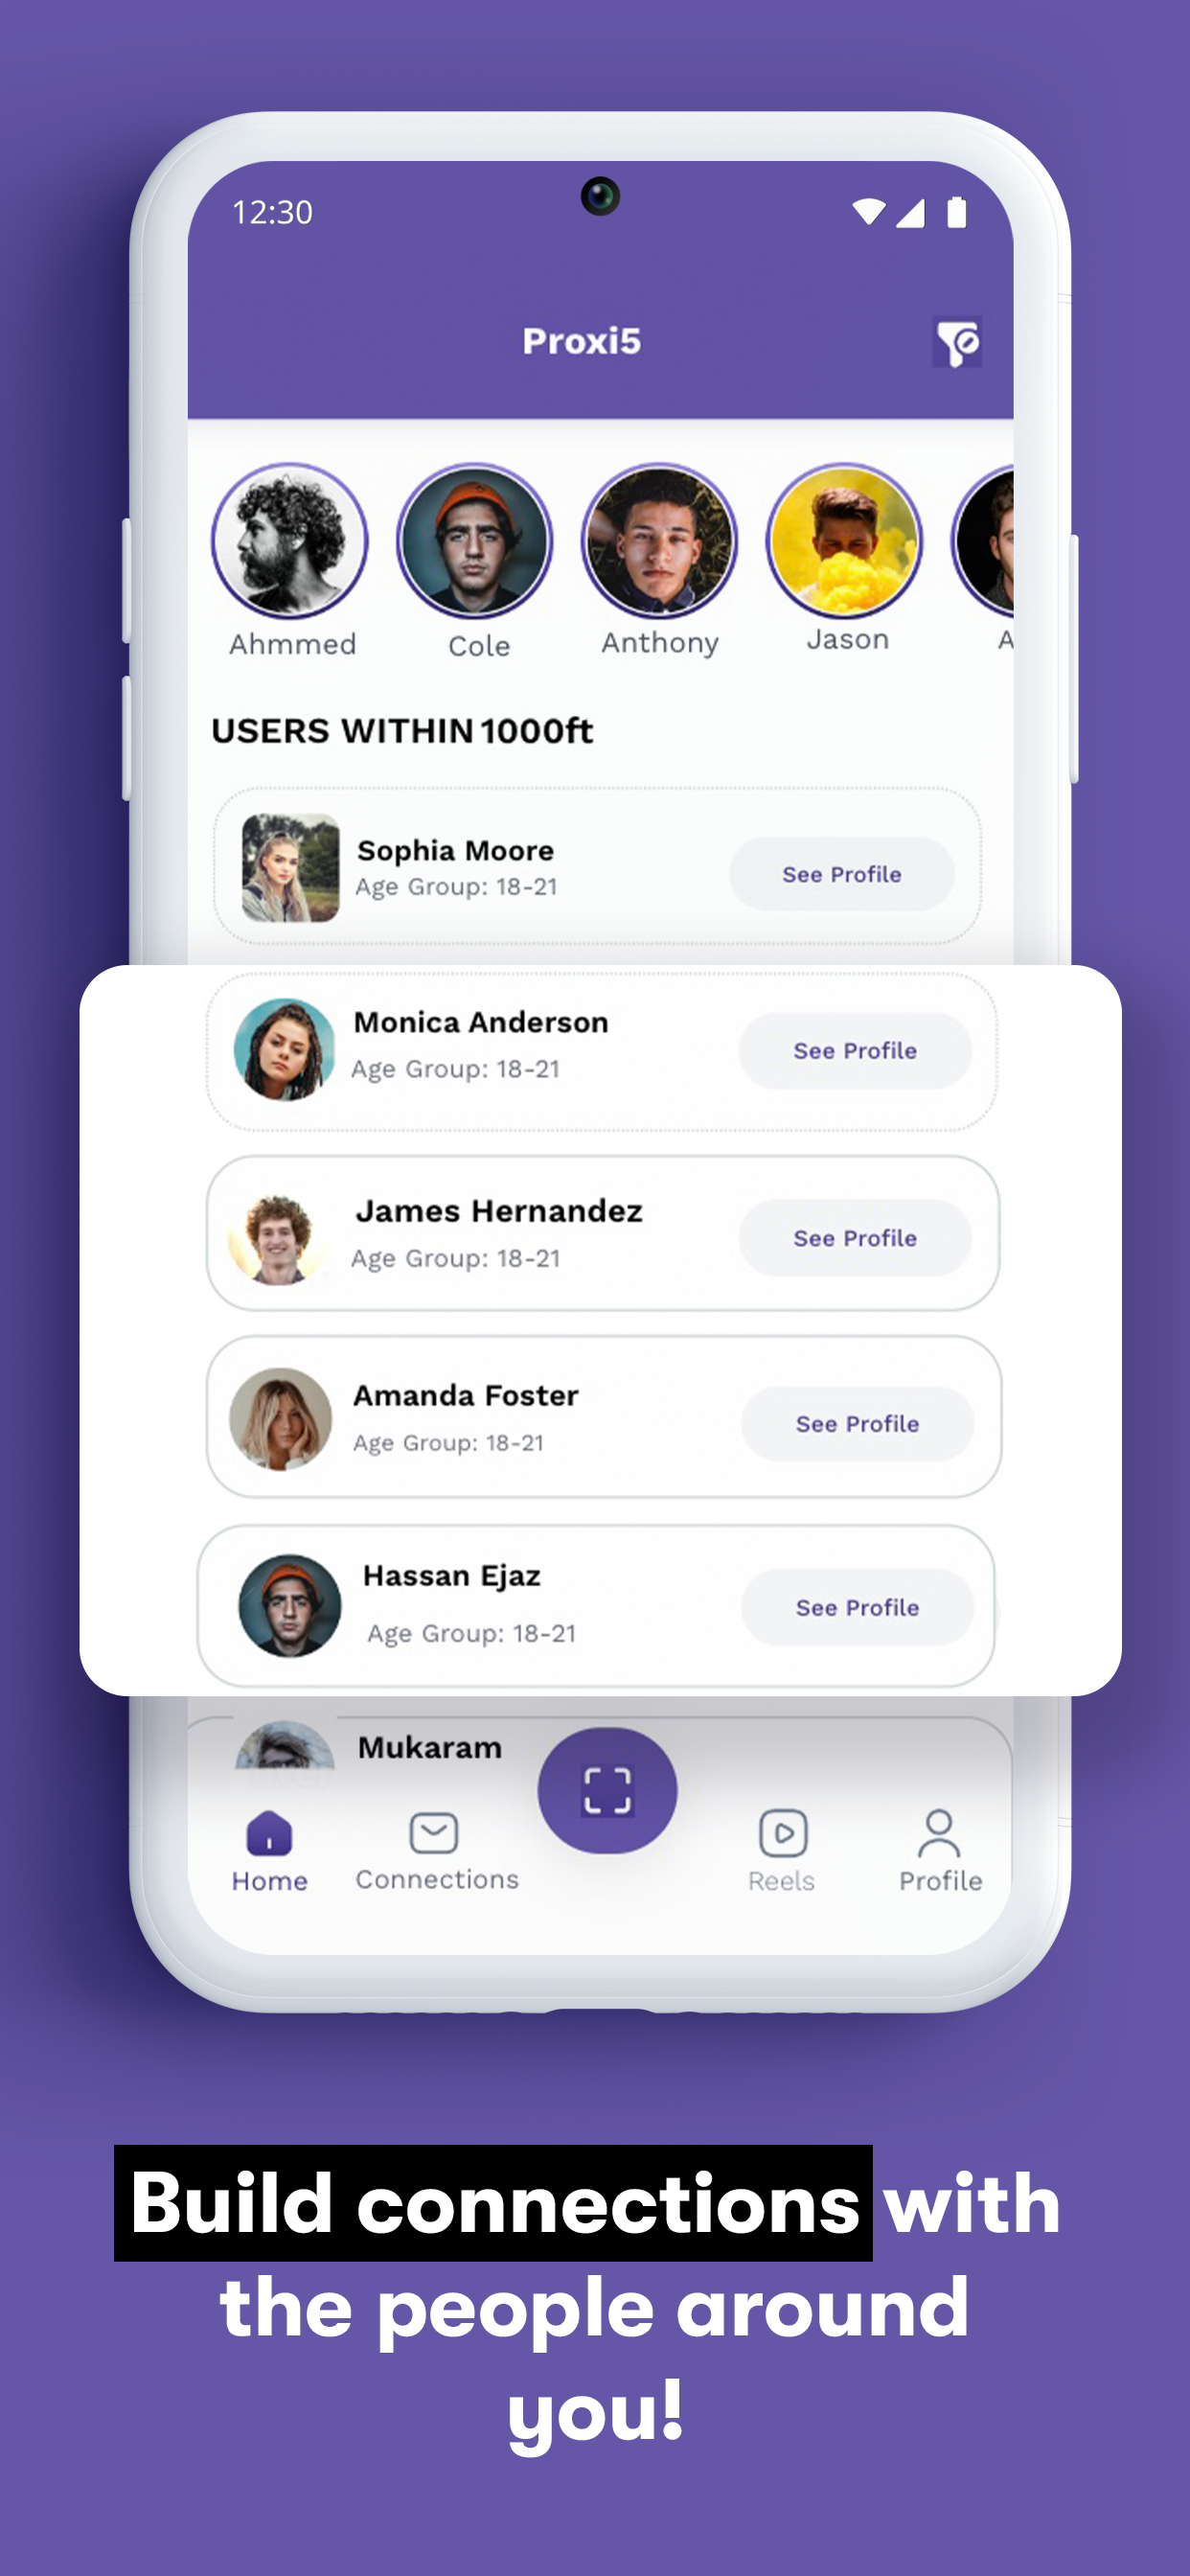 12:30
Proxi5
Ahmmed
Cole
Anthony
Jason
A
USERS WITHIN 1000ft
Sophia Moore
Age Group: 18-21
See Profile
Monica Anderson
Age Group: 18-21
See Profile
James Hernandez
Age Group: 18-21
See Profile
Amanda Foster
Age Group: 18-21
See Profile
Hassan Ejaz
Age Group: 18-21
See Profile
Mukaram
Home
Connections
Reels
Profile
Build connections with
the people around
you!